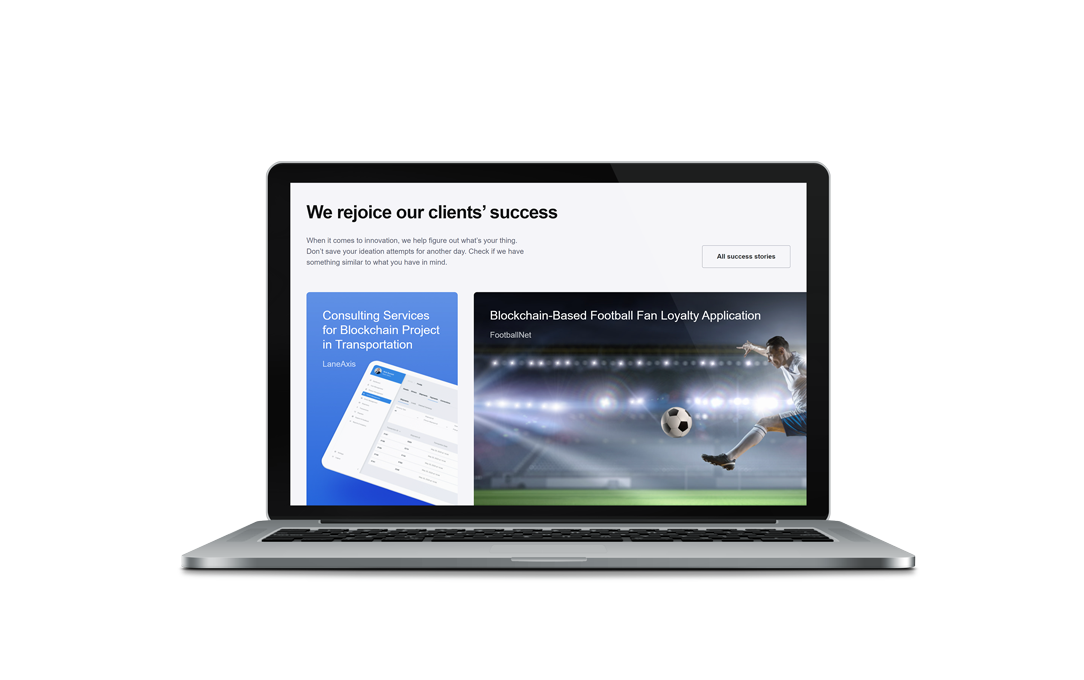 We rejoice our clients’ success
When it comes to innovation, we help figure out what’s your thing.
Don’t save your ideation attempts for another day. Check if we have
something similar to what you have in mind.
All success stories
Consulting Services
for Blockchain Project
in Transportation
LaneAxis
Blockchain-Based Football Fan Loyalty Application
FootballNet